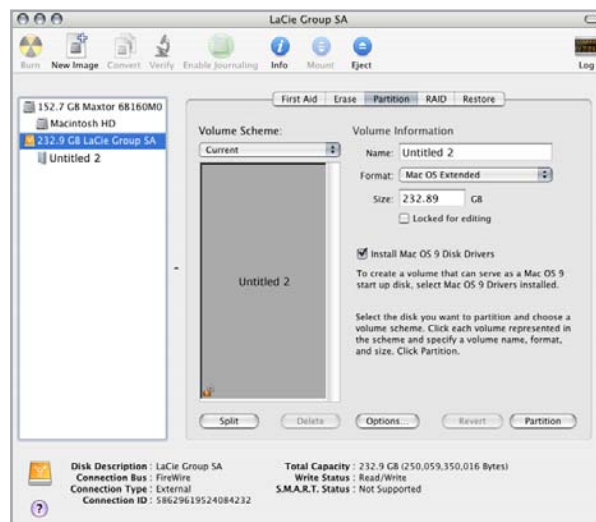 LaCie Group SA
Burn New Image Convert Verify Enable Journaling Info Mount Eject Log
First Aid Erase Partition RAID Restore
152.7 GB Maxtor 6B160M0
Macintosh HD
232.9 GB LaCie Group SA
Untitled 2
Volume Scheme:
Current
Untitled 2
Volume Information
Name: Untitled 2
Format: Mac OS Extended
Size: 232.89 GB
Locked for editing
Install Mac OS 9 Disk Drivers
To create a volume that can serve as a Mac OS 9
start up disk, select Mac OS 9 Drivers installed.
Select the disk you want to partition and choose a
volume scheme. Click each volume represented in
the scheme and specify a volume name, format,
and size. Click Partition.
Split Delete Options... Revert Partition
Disk Description : LaCie Group SA
Connection Bus : FireWire
Connection Type : External
Connection ID : 58629619524084232
Total Capacity : 232.9 GB (250,059,350,016 Bytes)
Write Status : Read/Write
S.M.A.R.T. Status : Not Supported
?